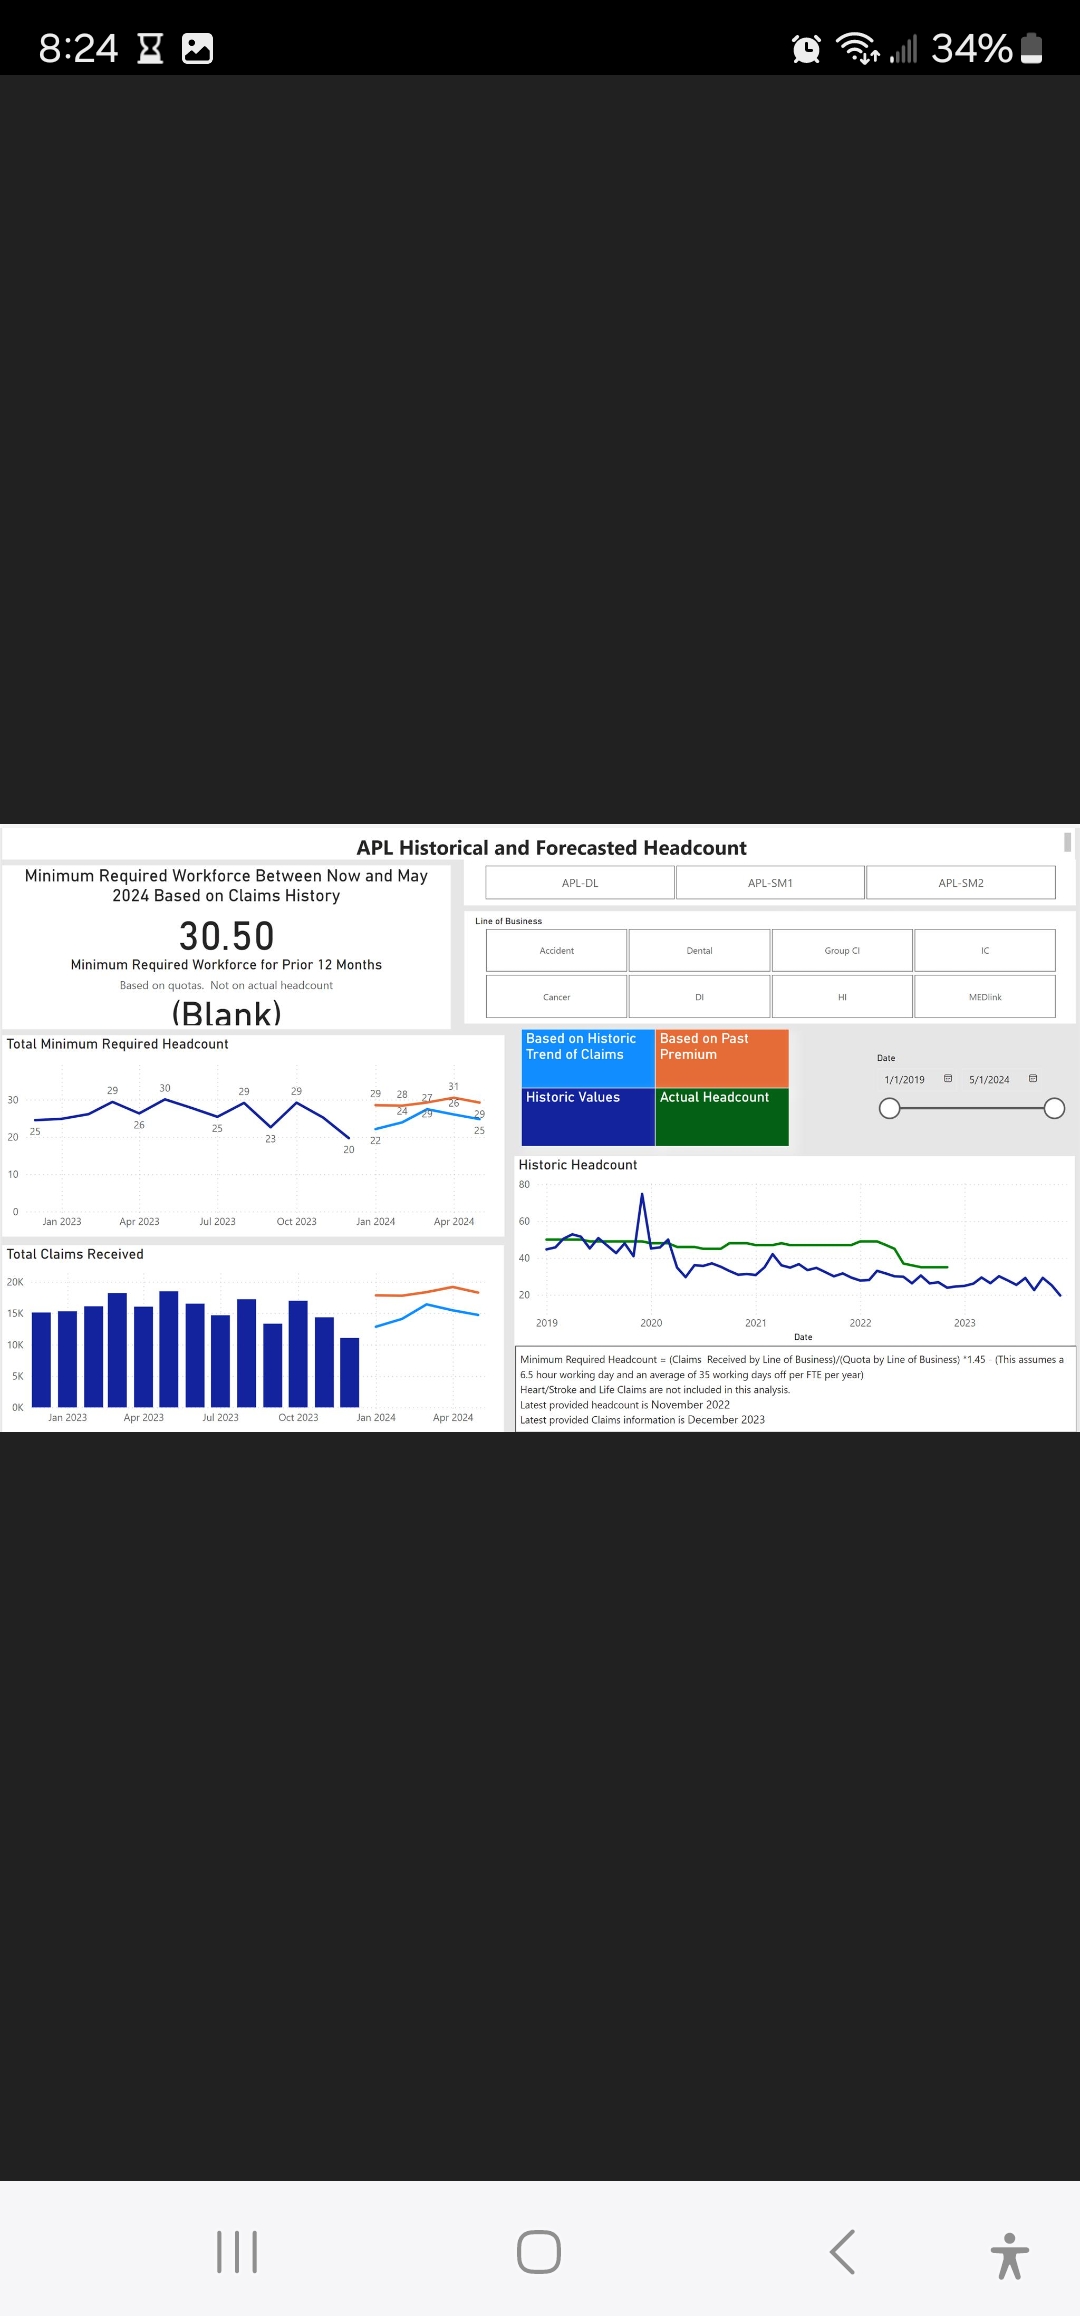 8:24
34%
APL Historical and Forecasted Headcount
Minimum Required Workforce Between Now and May
2024 Based on Claims History
30.50
Minimum Required Workforce for Prior 12 Months
Based on quotas.  Not on actual headcount
(Blank)
APL-DL
APL-SM1
APL-SM2
Line of Business
Accident
Dental
Group CI
IC
Cancer
DI
HI
MEDlink
Total Minimum Required Headcount
30
20
10
0
25
29
26
30
25
29
23
29
20
29
28
27
31
29
22
24
29
26
25
Jan 2023
Apr 2023
Jul 2023
Oct 2023
Jan 2024
Apr 2024
Based on Historic
Trend of Claims
Based on Past
Premium
Historic Values
Actual Headcount
Date
1/1/2019
5/1/2024
Historic Headcount
80
60
40
20
2019
2020
2021
2022
2023
Date
Total Claims Received
20K
15K
10K
5K
0K
Jan 2023
Apr 2023
Jul 2023
Oct 2023
Jan 2024
Apr 2024
Minimum Required Headcount = (Claims  Received by Line of Business)/(Quota by Line of Business) *1.45   (This assumes a
6.5 hour working day and an average of 35 working days off per FTE per year)
Heart/Stroke and Life Claims are not included in this analysis.
Latest provided headcount is November 2022
Latest provided Claims information is December 2023